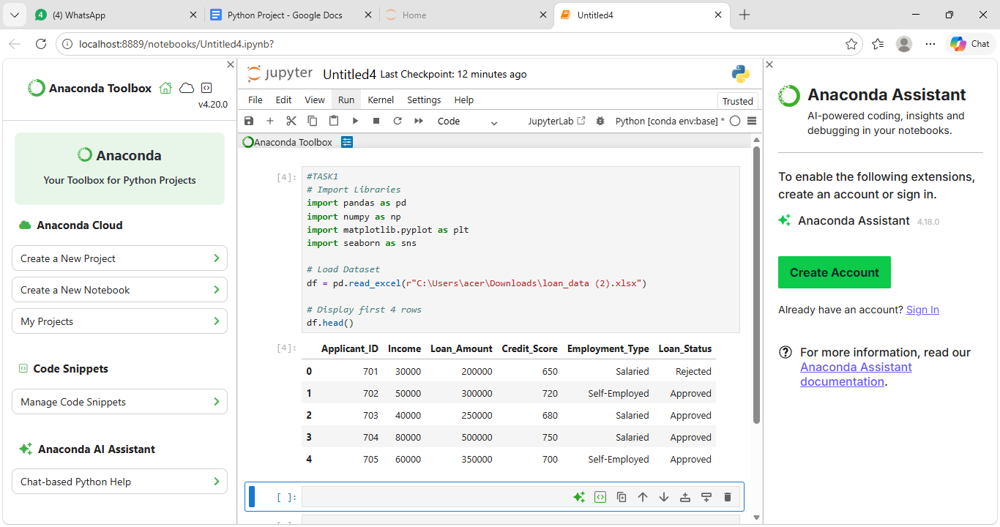 (4) WhatsApp
Python Project - Google Docs
Home
Untitled4
localhost:8889/notebooks/Untitled4.ipynb?
Chat
Anaconda Toolbox
v4.20.0
Anaconda
Your Toolbox for Python Projects
Anaconda Cloud
Create a New Project
Create a New Notebook
My Projects
Code Snippets
Manage Code Snippets
Anaconda AI Assistant
Chat-based Python Help
jupyter Untitled4 Last Checkpoint: 12 minutes ago
File Edit View Run Kernel Settings Help
Trusted
Code JupyterLab Python [conda env:base] *
Anaconda Toolbox
[4]: #TASK1
# Import Libraries
import pandas as pd
import numpy as np
import matplotlib.pyplot as plt
import seaborn as sns
# Load Dataset
df = pd.read_excel(r"C:\Users\acer\Downloads\loan_data (2).xlsx")
# Display first 4 rows
df.head()
[4]: Applicant_ID Income Loan_Amount Credit_Score Employment_Type Loan_Status
0 701 30000 200000 650 Salaried Rejected
1 702 50000 300000 720 Self-Employed Approved
2 703 40000 250000 680 Salaried Approved
3 704 80000 500000 750 Salaried Approved
4 705 60000 350000 700 Self-Employed Approved
[ ]:
Anaconda Assistant
AI-powered coding, insights and
debugging in your notebooks.
To enable the following extensions,
create an account or sign in.
Anaconda Assistant 4.18.0
Create Account
Already have an account? Sign In
For more information, read our
Anaconda Assistant
documentation.